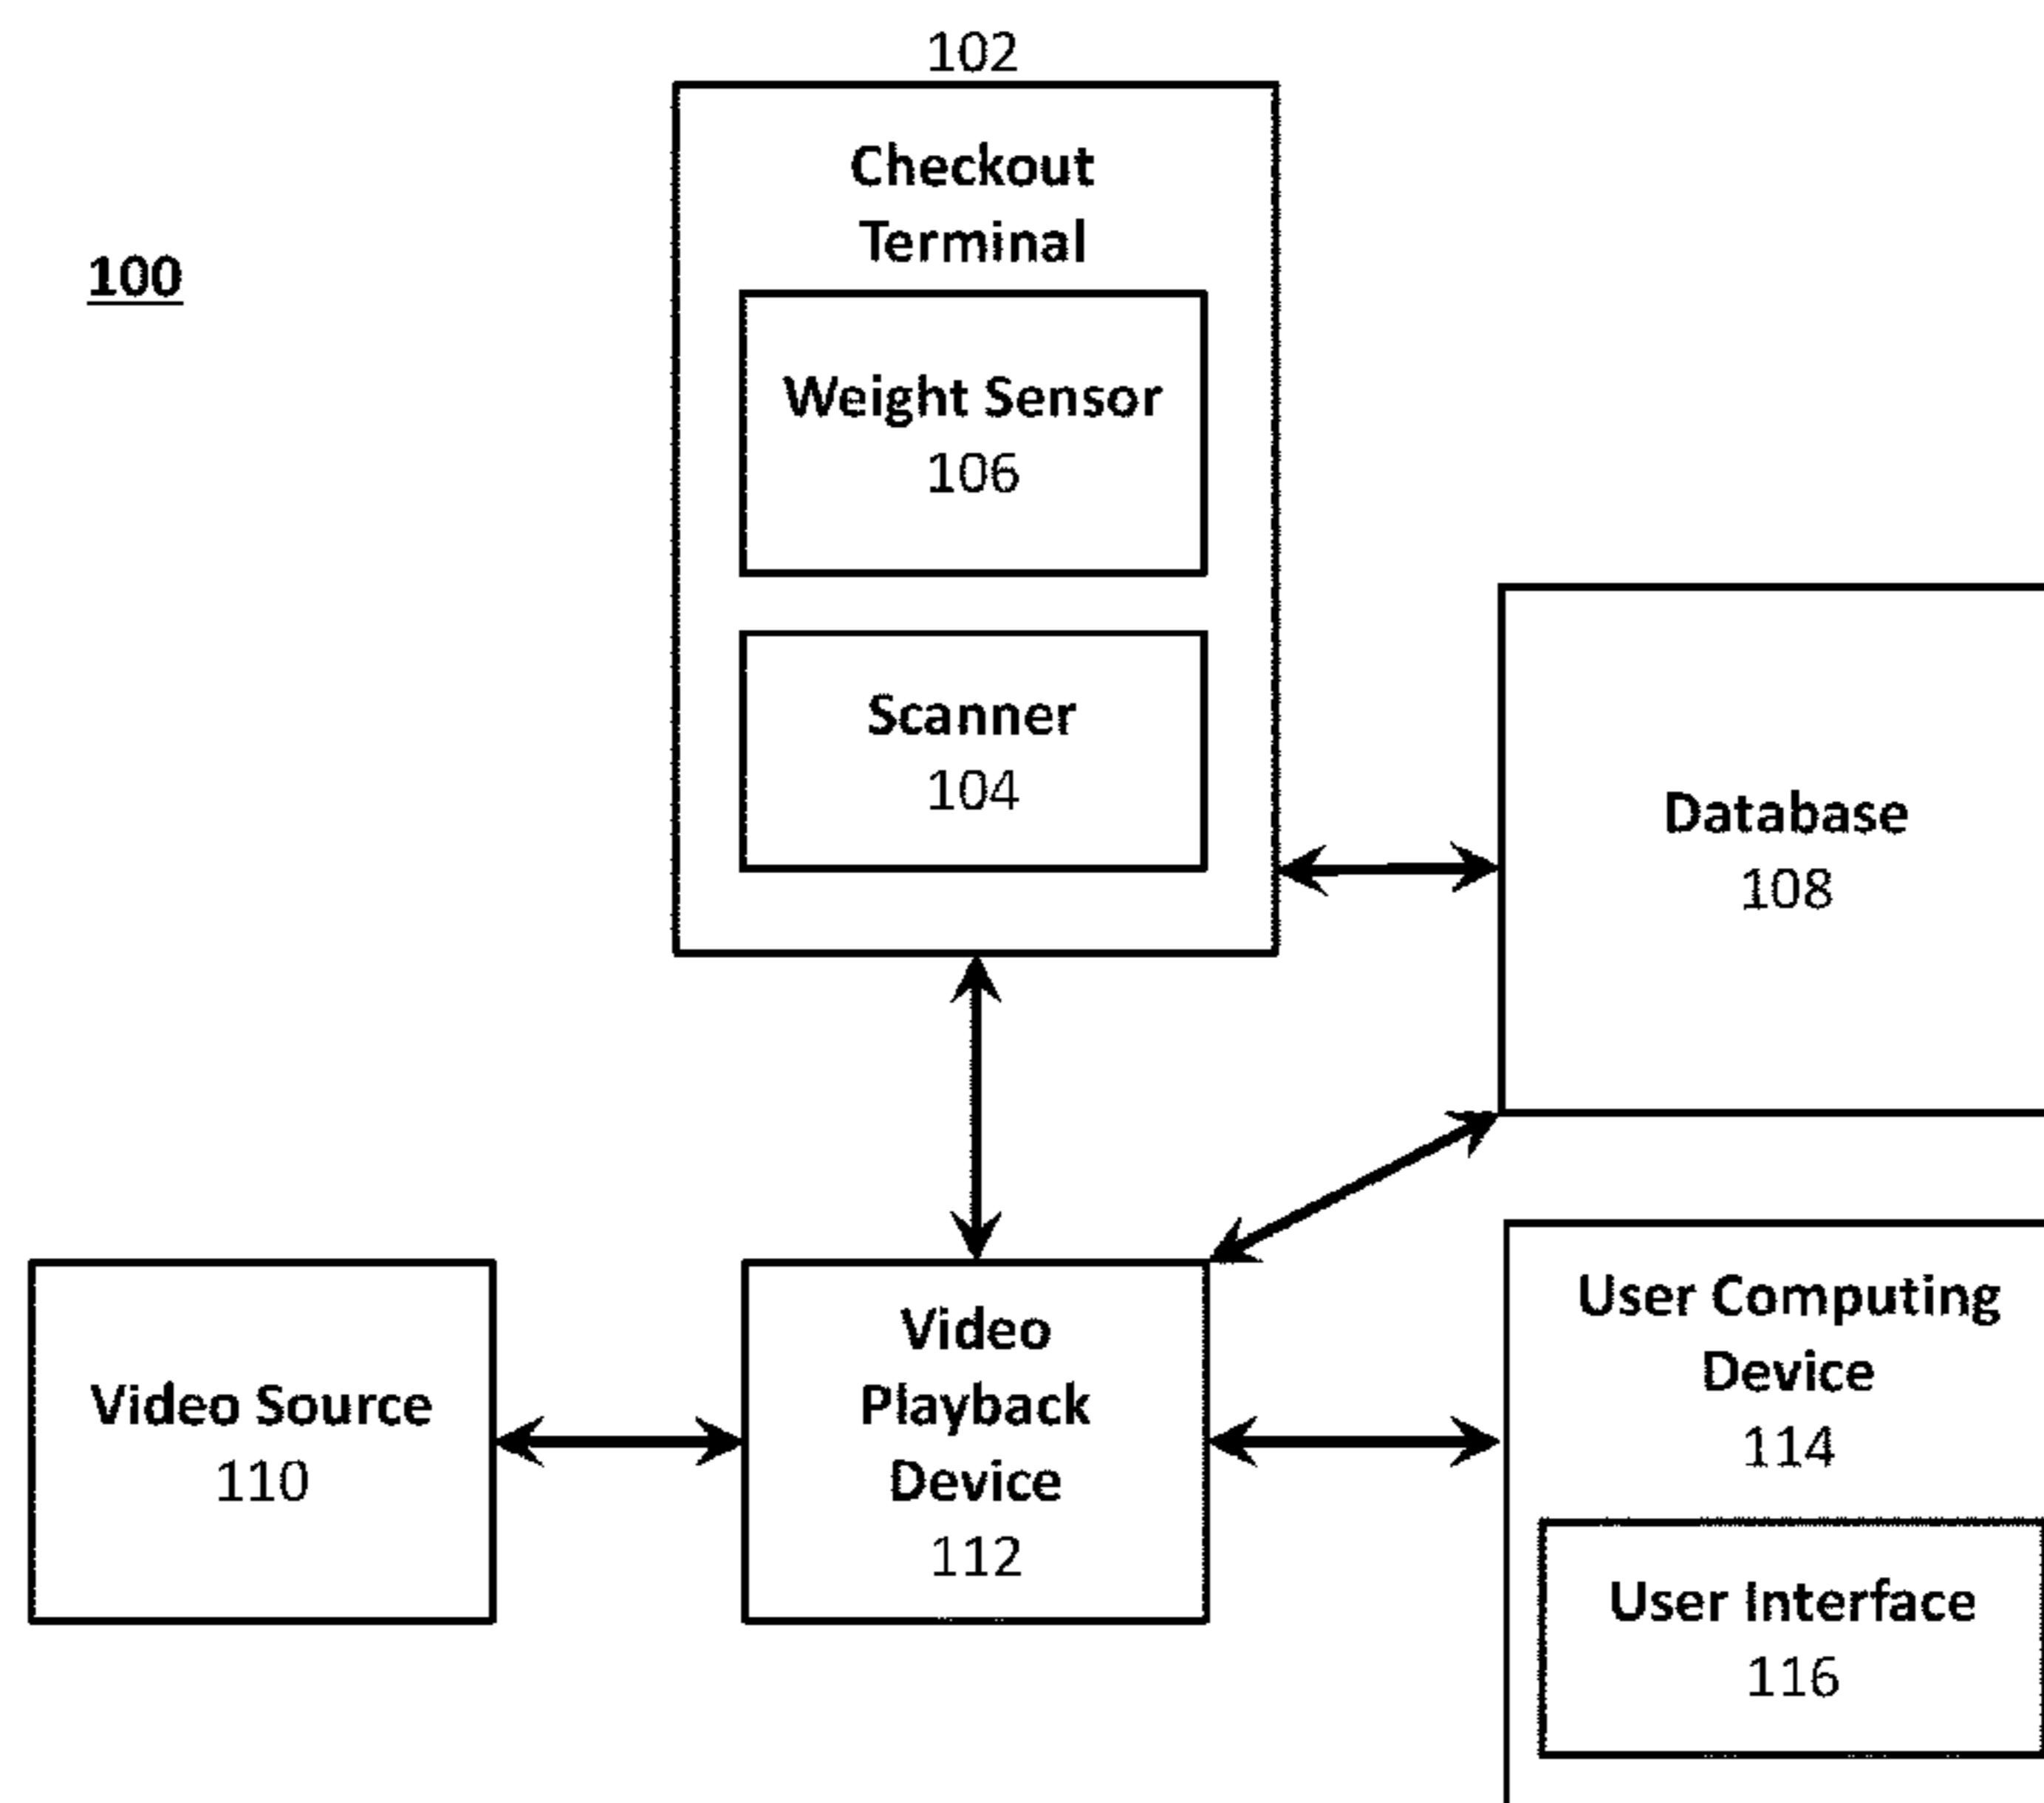 102
Checkout
Terminal
100
Weight Sensor
106
Scanner
104
Database
108
Video Source
110
Video
Playback
Device
112
User Computing
Device
114
User Interface
116